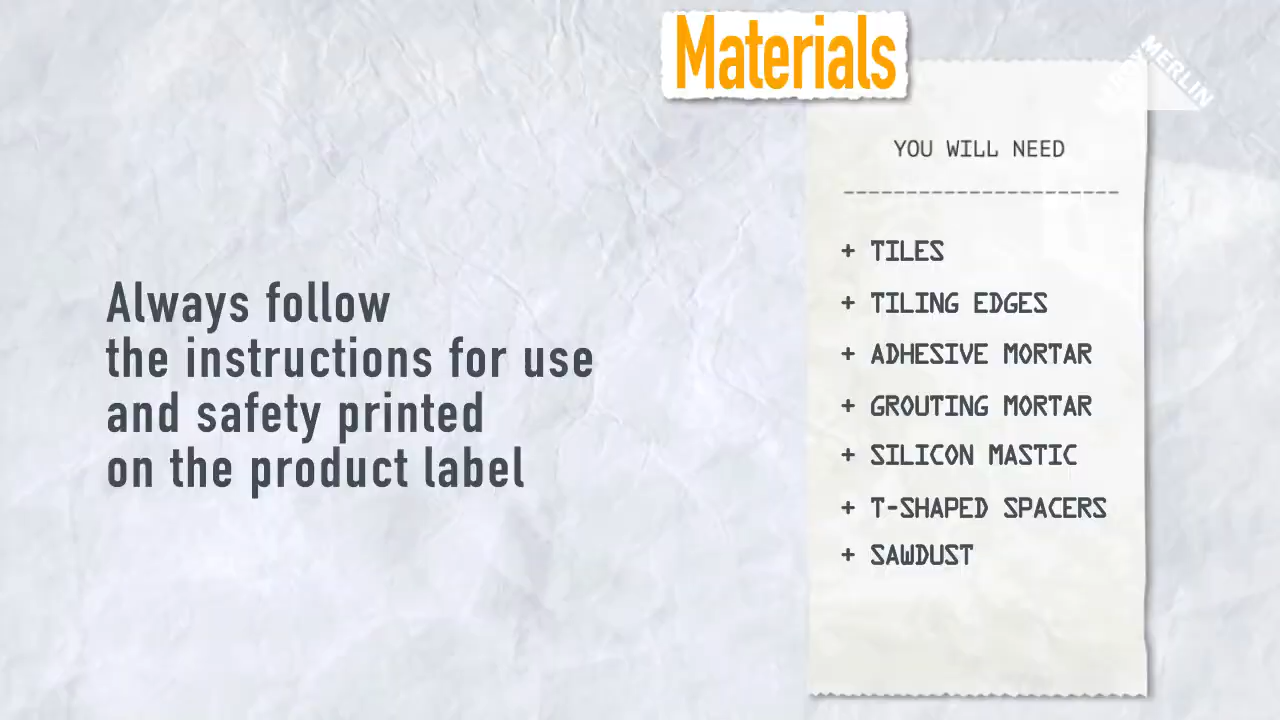 Materials
MERLIN
YOU WILL NEED
----------------------
+ TILES
+ TILING EDGES
+ ADHESIVE MORTAR
+ GROUTING MORTAR
+ SILICON MASTIC
+ T-SHAPED SPACERS
+ SAWDUST
Always follow
the instructions for use
and safety printed
on the product label